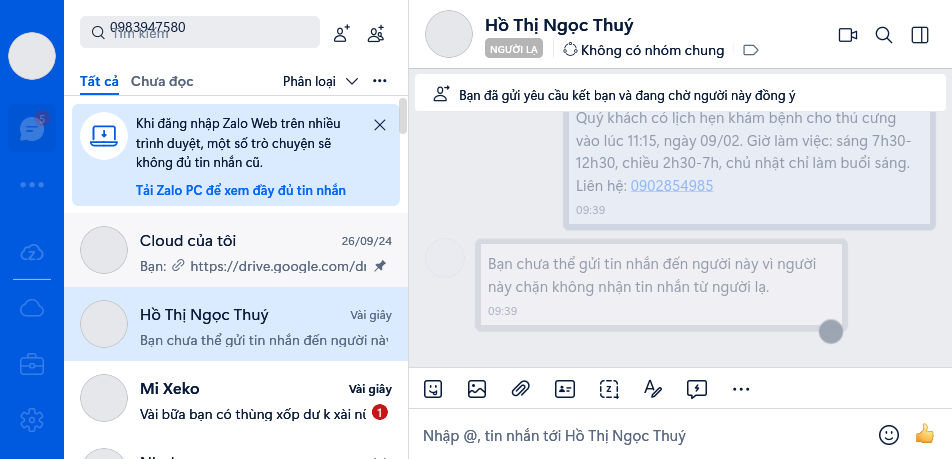 0983947580
Tìm kiếm
Tất cả
Chưa đọc
Phân loại
Khi đăng nhập Zalo Web trên nhiều
trình duyệt, một số trò chuyện sẽ
không đủ tin nhắn cũ.
Tải Zalo PC để xem đầy đủ tin nhắn
5
Cloud của tôi
26/09/24
Bạn: https://drive.google.com/d
Hồ Thị Ngọc Thuý
Vài giây
Bạn chưa thể gửi tin nhắn đến người này
Mi Xeko
Vài giây
Vài bữa bạn có thùng xốp dư k xài
1
Hồ Thị Ngọc Thuý
NGƯỜI LẠ
Không có nhóm chung
Bạn đã gửi yêu cầu kết bạn và đang chờ người này đồng ý
Quý khách có lịch hẹn khám bệnh cho thú cưng
vào lúc 11:15, ngày 09/02. Giờ làm việc: sáng 7h30-
12h30, chiều 2h30-7h, chủ nhật chỉ làm buổi sáng.
Liên hệ: 0902854985
09:39
Bạn chưa thể gửi tin nhắn đến người này vì người
này chặn không nhận tin nhắn từ người lạ.
09:39
Nhập @, tin nhắn tới Hồ Thị Ngọc Thuý